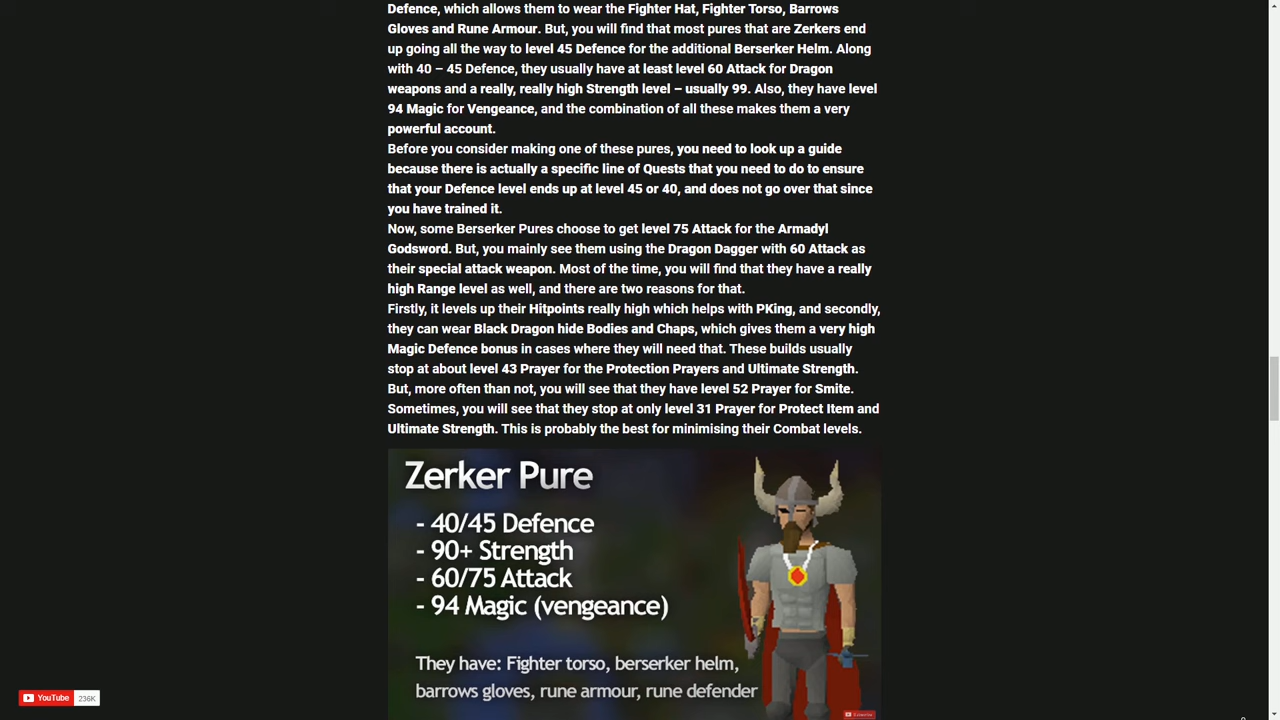 Defence, which allows them to wear the Fighter Hat, Fighter Torso, Barrows
Gloves and Rune Armour. But, you will find that most pures that are Zerkers end
up going all the way to level 45 Defence for the additional Berserker Helm. Along
with 40 – 45 Defence, they usually have at least level 60 Attack for Dragon
weapons and a really, really high Strength level – usually 99. Also, they have level
94 Magic for Vengeance, and the combination of all these makes them a very
powerful account.
Before you consider making one of these pures, you need to look up a guide
because there is actually a specific line of Quests that you need to do to ensure
that your Defence level ends up at level 45 or 40, and does not go over that since
you have trained it.
Now, some Berserker Pures choose to get level 75 Attack for the Armadyl
Godsword. But, you mainly see them using the Dragon Dagger with 60 Attack as
their special attack weapon. Most of the time, you will find that they have a really
high Range level as well, and there are two reasons for that.
Firstly, it levels up their Hitpoints really high which helps with PKing, and secondly,
they can wear Black Dragon hide Bodies and Chaps, which gives them a very high
Magic Defence bonus in cases where they will need that. These builds usually
stop at about level 43 Prayer for the Protection Prayers and Ultimate Strength.
But, more often than not, you will see that they have level 52 Prayer for Smite.
Sometimes, you will see that they stop at only level 31 Prayer for Protect Item and
Ultimate Strength. This is probably the best for minimising their Combat levels.
Zerker Pure
- 40/45 Defence
- 90+ Strength
- 60/75 Attack
- 94 Magic (vengeance)
They have: Fighter torso, berserker helm,
barrows gloves, rune armour, rune defender
YouTube 236K